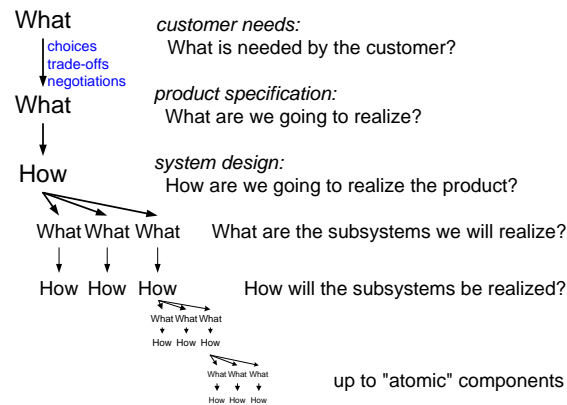 What
customer needs:
What is needed by the customer?
choices
trade-offs
negotiations
What
product specification:
What are we going to realize?
How
system design:
How are we going to realize the product?
What What What What are the subsystems we will realize?
How How How How will the subsystems be realized?
What What What
How How How
What What What
How How How
up to "atomic" components